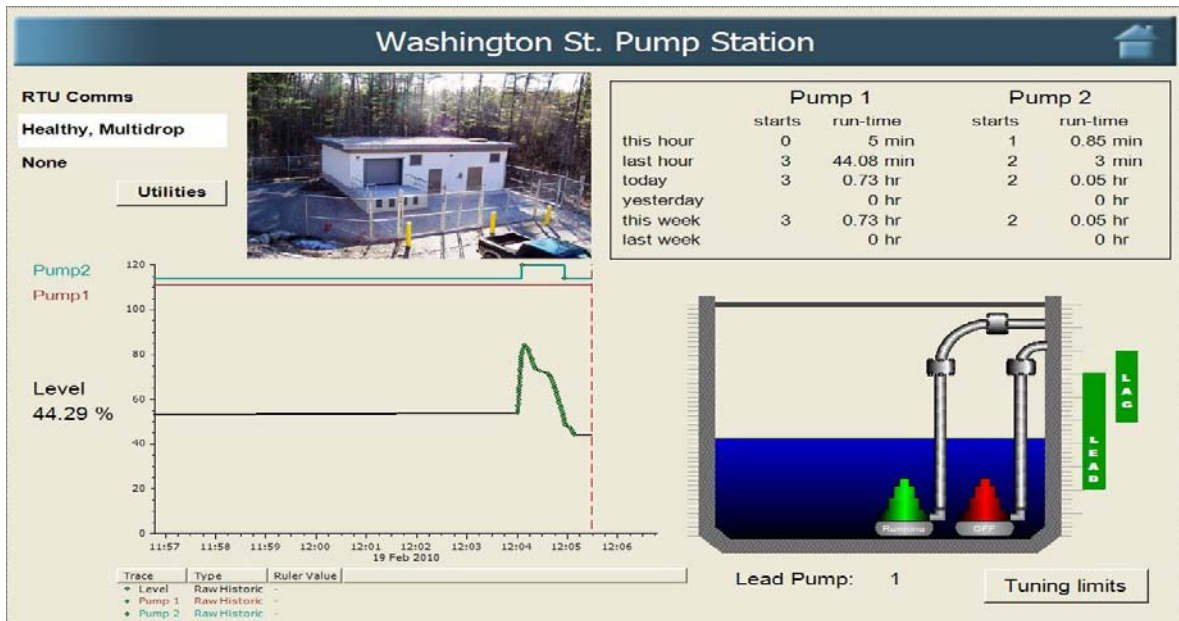 Washington St. Pump Station
RTU Comms
Healthy, Multidrop
None
Utilities
Pump 1 Pump 2
starts run-time starts run-time
this hour 0 5 min 1 0.85 min
last hour 3 44.08 min 2 3 min
today 3 0.73 hr 2 0.05 hr
yesterday 0 hr 0 hr
this week 3 0.73 hr 2 0.05 hr
last week 0 hr 0 hr
Pump2
Pump1
Level
44.29 %
120
100
80
60
40
20
0
11:57 11:58 11:59 12:00 12:01 12:02 12:03 12:04 12:05 12:06
19 Feb 2010
Trace Type Ruler Value
Level Raw Historic -
Pump 1 Raw Historic -
Pump 2 Raw Historic -
LAG
LEAD
Running
OFF
Lead Pump: 1
Tuning limits